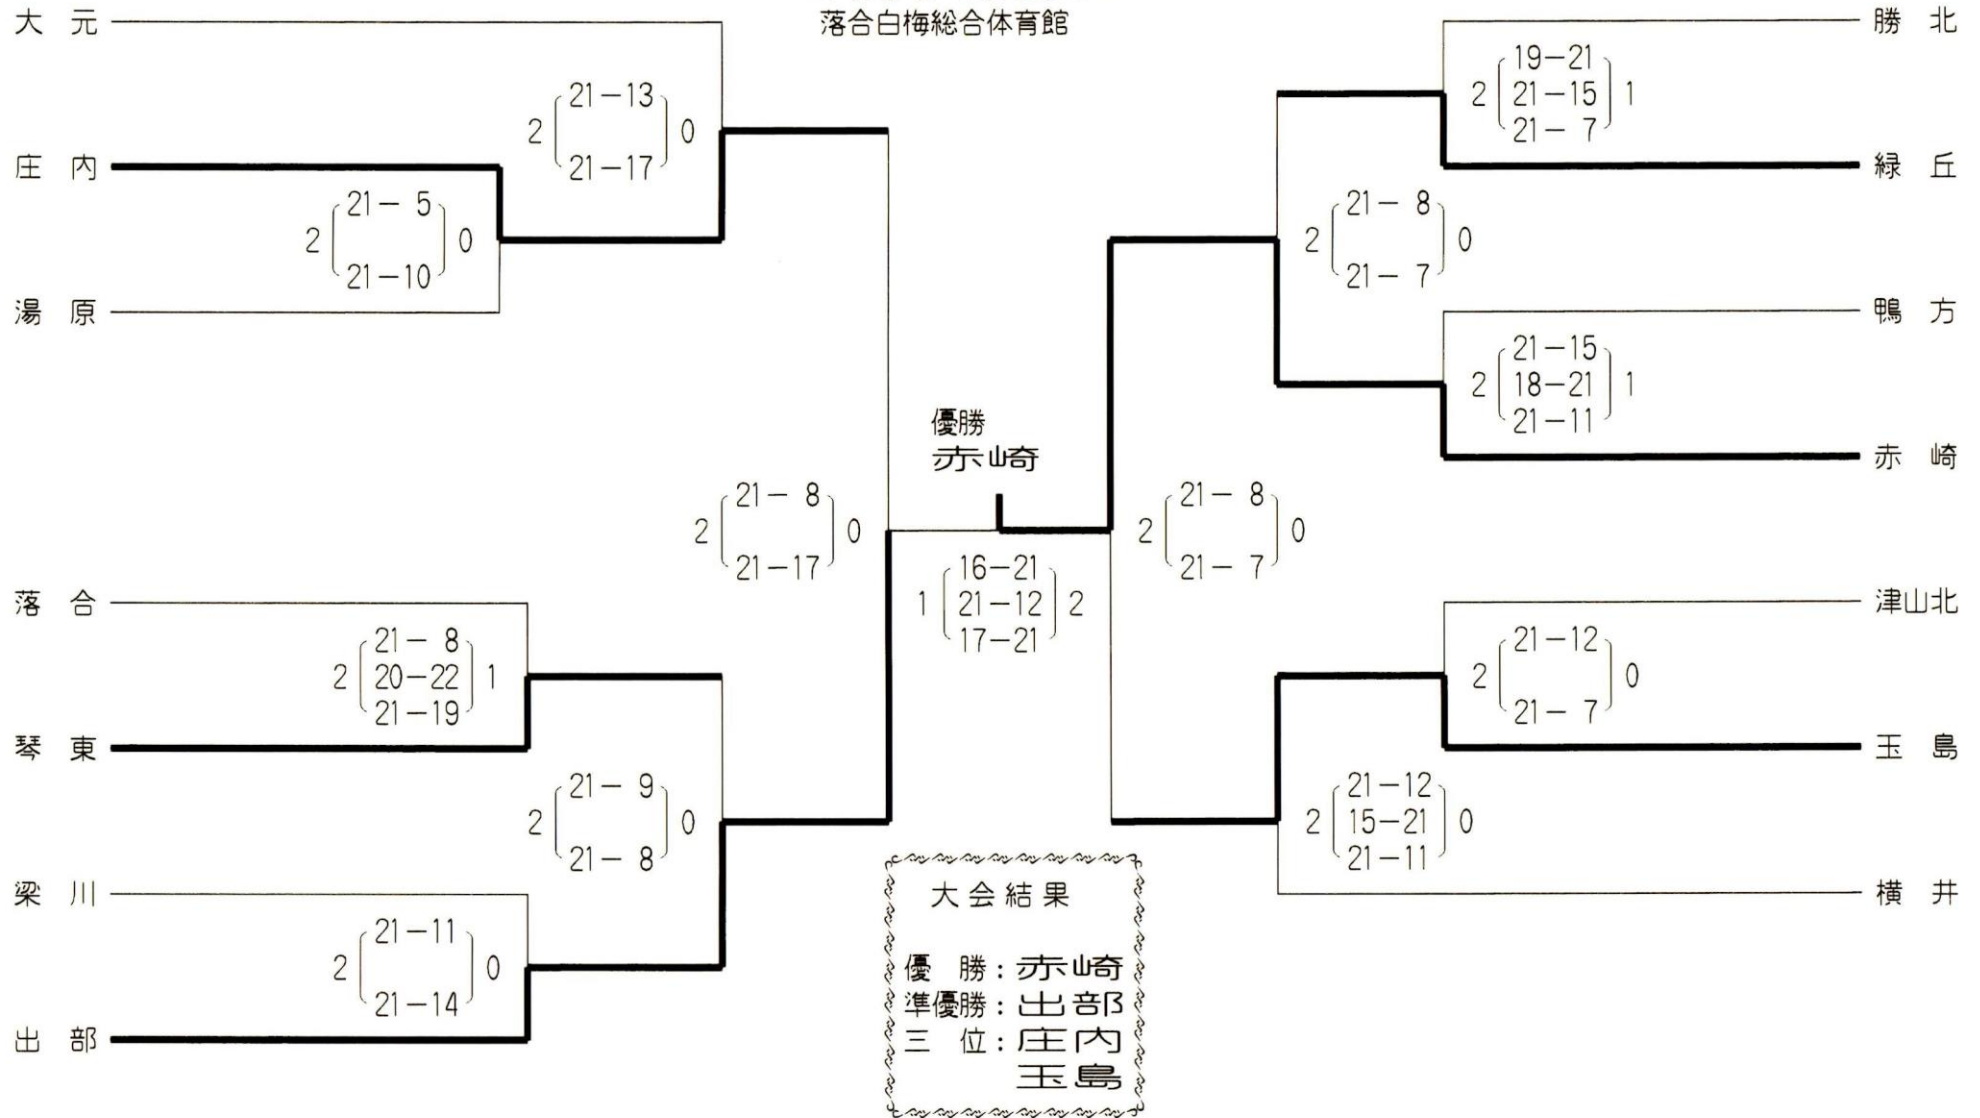 落合白梅総合体育館
大元
21-13
2 0
21-17
庄内
21- 5
2 0
21-10
湯原
21- 8
2 0
21-17
落合
21- 8
2 20-22 1
21-19
琴東
21- 9
2 0
21- 8
梁川
21-11
2 0
21-14
出部
優勝
赤崎
16-21
1 21-12 2
17-21
勝北
19-21
2 21-15 1
21- 7
緑丘
21- 8
2 0
21- 7
鴨方
21-15
2 18-21 1
21-11
赤崎
21- 8
2 0
21- 7
津山北
21-12
2 0
21- 7
玉島
21-12
2 15-21 0
21-11
横井
大会結果
優勝:赤崎
準優勝:出部
三位:庄内
玉島